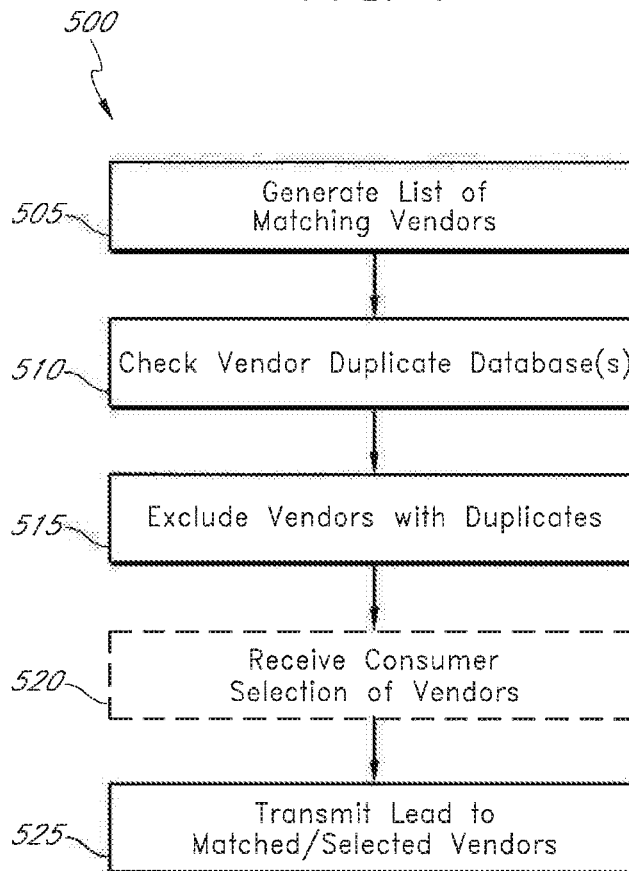 500
505
Generate List of
Matching Vendors
510
Check Vendor Duplicate Database(s)
515
Exclude Vendors with Duplicates
520
Receive Consumer
Selection of Vendors
525
Transmit Lead to
Matched/Selected Vendors